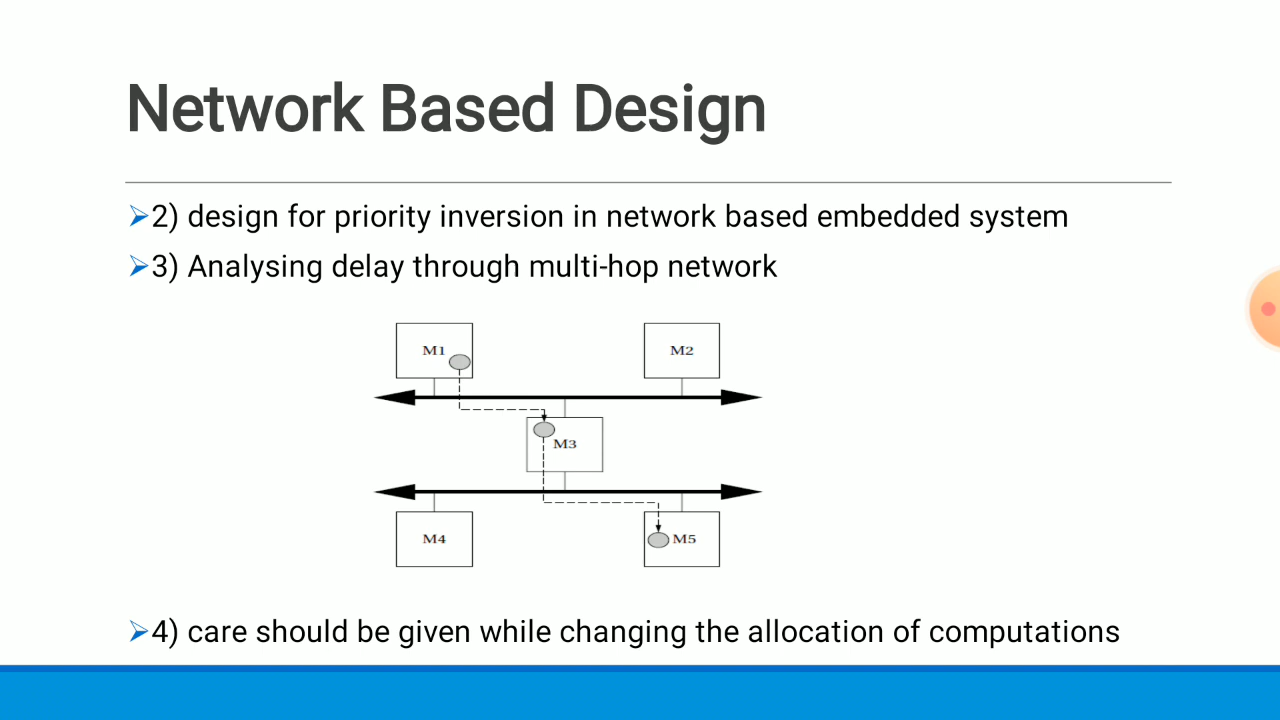 Network Based Design
2) design for priority inversion in network based embedded system
3) Analysing delay through multi-hop network
M1
M2
M3
M4
M5
4) care should be given while changing the allocation of computations